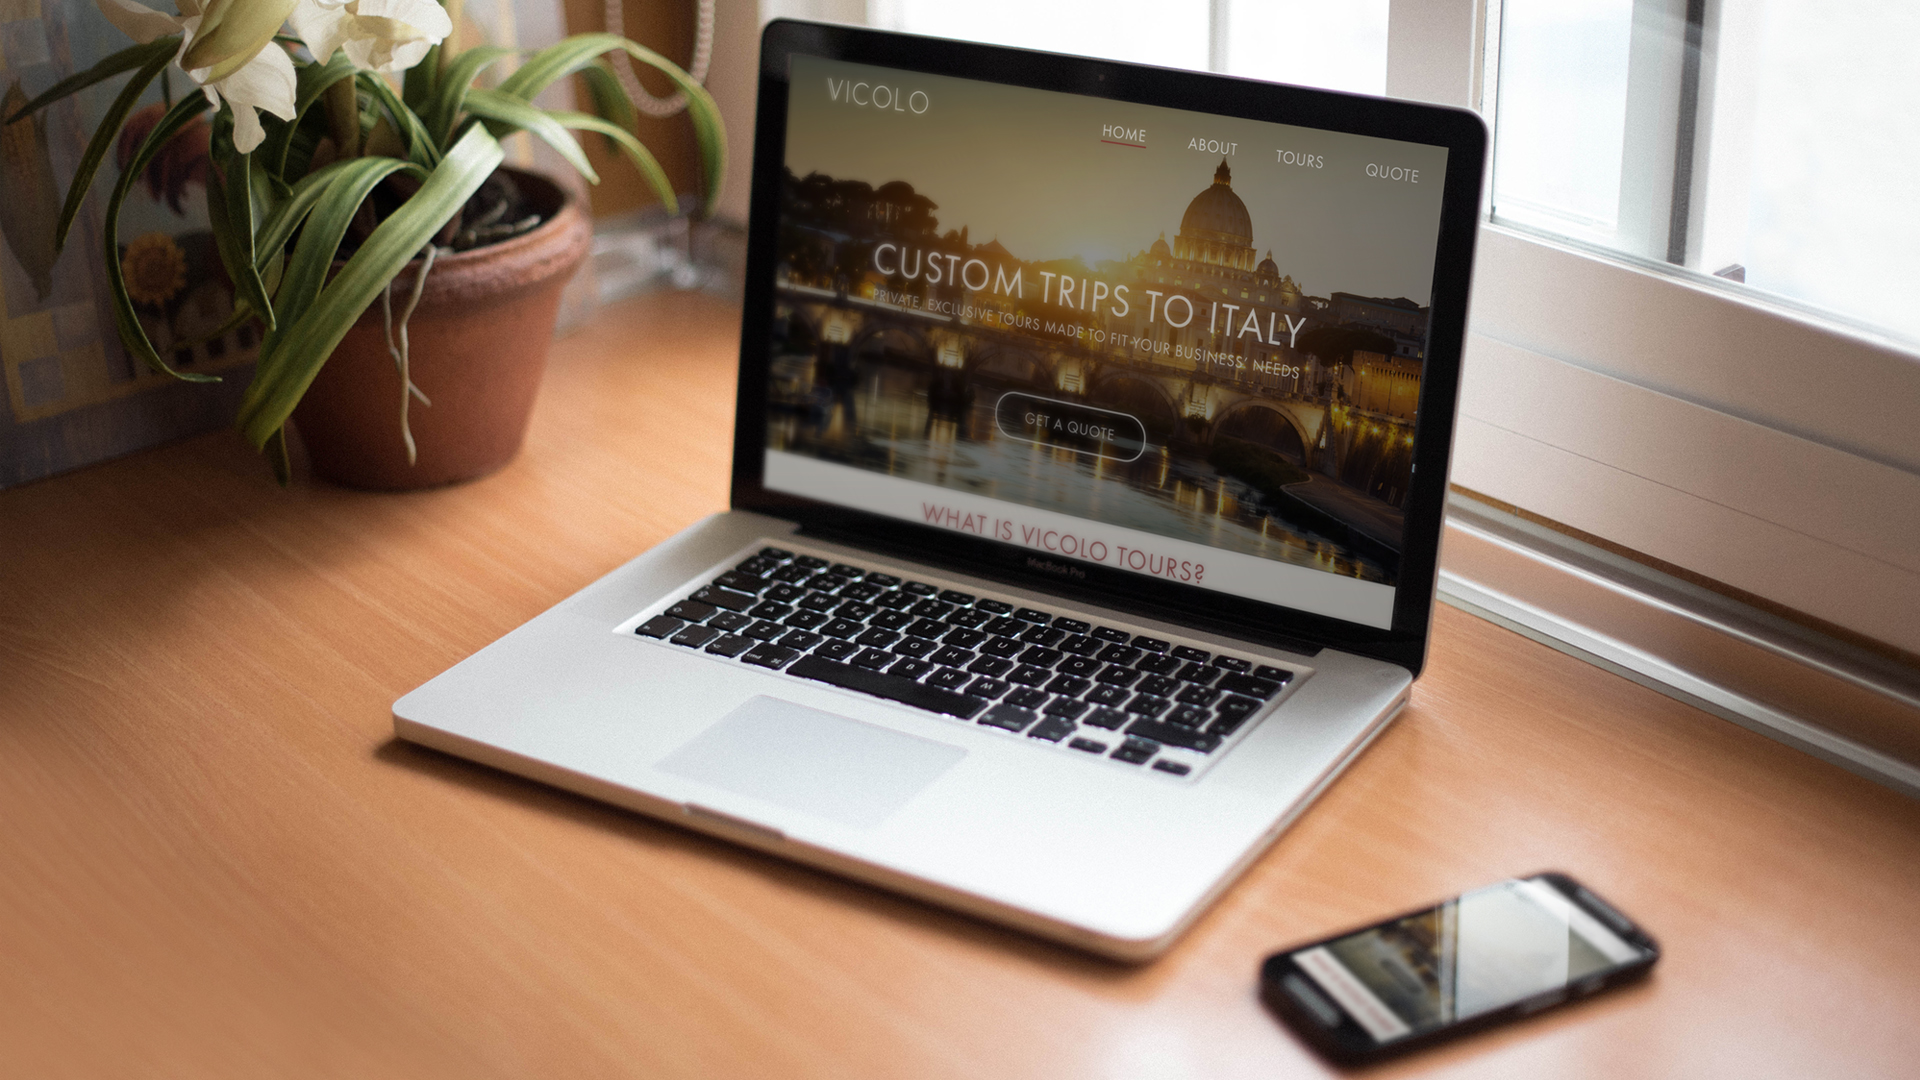 VICOLO
HOME ABOUT TOURS QUOTE
CUSTOM TRIPS TO ITALY
PRIVATE, EXCLUSIVE TOURS MADE TO FIT YOUR BUSINESS' NEEDS
GET A QUOTE
WHAT IS VICOLO TOURS?
MacBook Pro